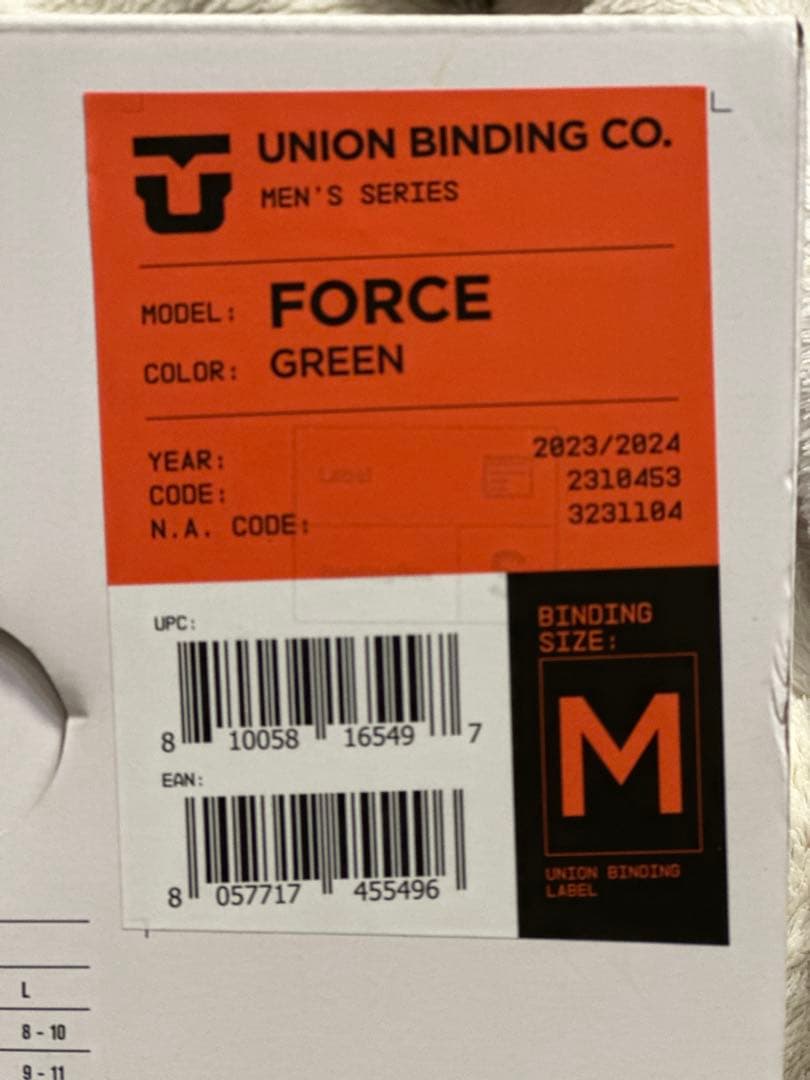 UNION BINDING CO.
MEN'S SERIES
MODEL: FORCE
COLOR: GREEN
YEAR: 2023/2024
CODE: 2310453
N.A. CODE: 3231104
UPC:
8 10058 16549 7
EAN:
8 057717 455496
BINDING
SIZE:
M
UNION BINDING
LABEL
L
8 - 10
9 - 11